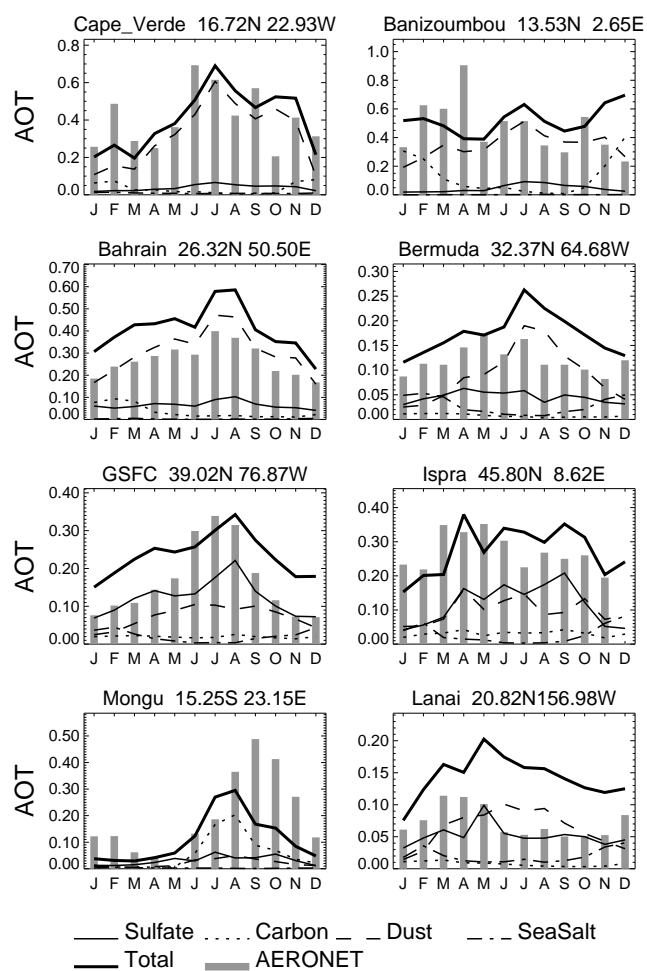 Cape_Verde 16.72N 22.93W
Banizoumbou 13.53N 2.65E
AOT
0.8
0.6
0.4
0.2
0.0
J F M A M J J A S O N D
1.0
0.8
0.6
0.4
0.2
0.0
J F M A M J J A S O N D
Bahrain 26.32N 50.50E
Bermuda 32.37N 64.68W
AOT
0.70
0.60
0.50
0.40
0.30
0.20
0.10
0.00
J F M A M J J A S O N D
0.30
0.25
0.20
0.15
0.10
0.05
0.00
J F M A M J J A S O N D
GSFC 39.02N 76.87W
Ispra 45.80N 8.62E
AOT
0.40
0.30
0.20
0.10
0.00
J F M A M J J A S O N D
0.40
0.30
0.20
0.10
0.00
J F M A M J J A S O N D
Mongu 15.25S 23.15E
Lanai 20.82N156.98W
AOT
0.50
0.40
0.30
0.20
0.10
0.00
J F M A M J J A S O N D
0.20
0.15
0.10
0.05
0.00
J F M A M J J A S O N D
Sulfate Carbon Dust SeaSalt
Total AERONET